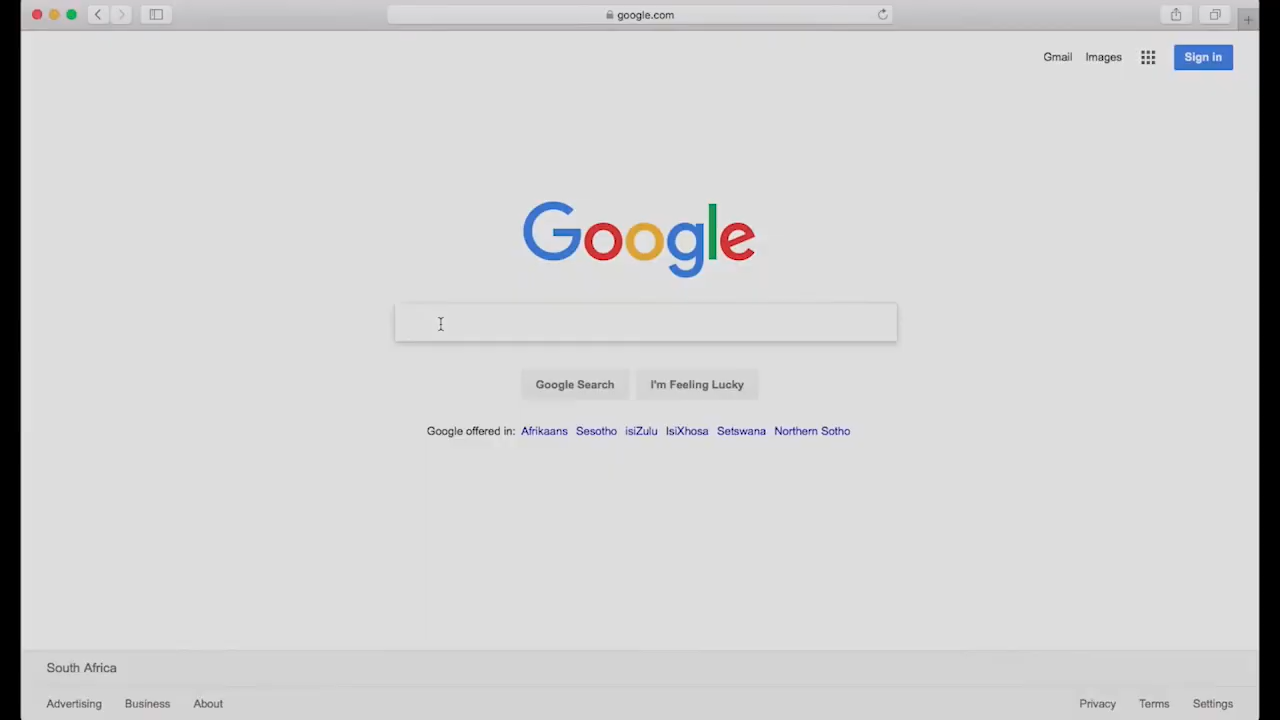 google.com
Gmail Images Sign in
Google
Google Search I'm Feeling Lucky
Google offered in: Afrikaans Sesotho isiZulu IsiXhosa Setswana Northern Sotho
South Africa
Advertising Business About Privacy Terms Settings